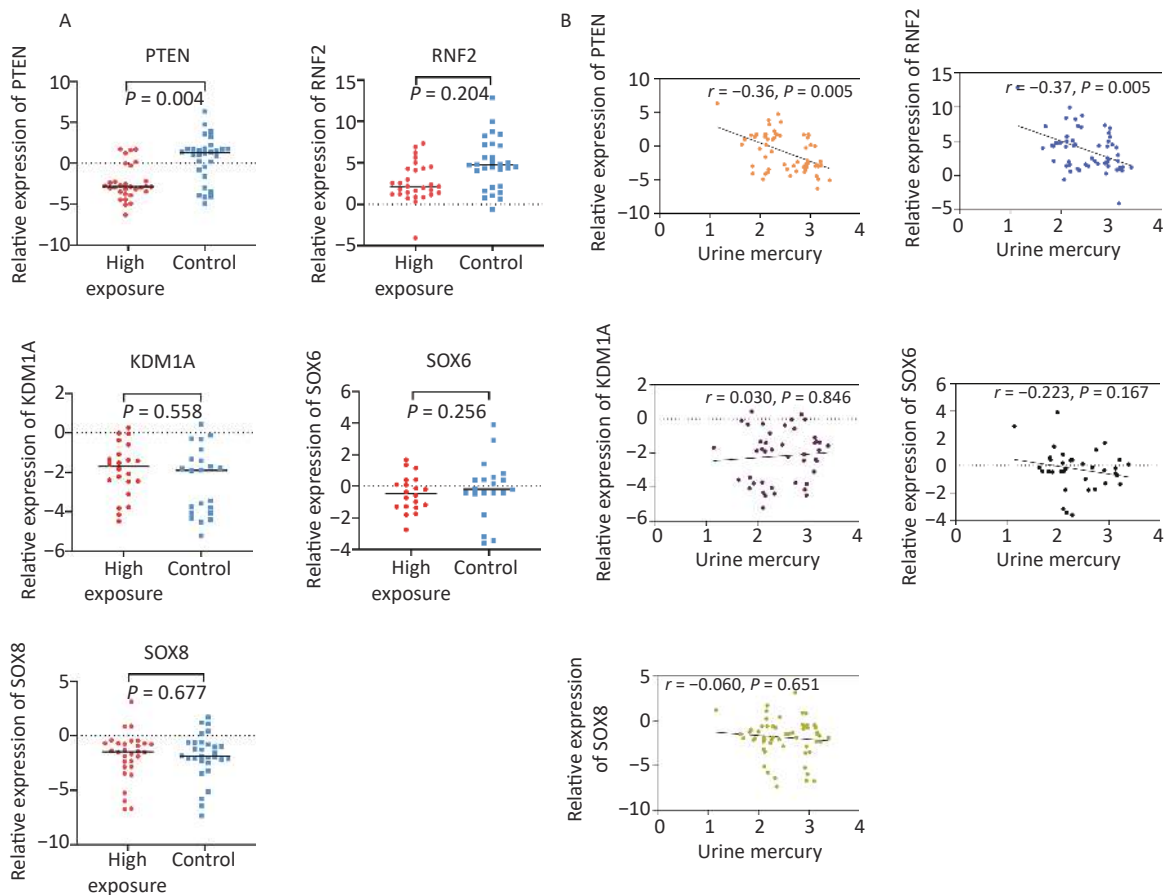 A
PTEN
Relative expression of PTEN
P = 0.004
10
5
0
−5
−10
High
exposure
Control
RNF2
Relative expression of RNF2
P = 0.204
15
10
5
0
−5
High
exposure
Control
KDM1A
Relative expression of KDM1A
P = 0.558
2
0
−2
−4
−6
High
exposure
Control
SOX6
Relative expression of SOX6
P = 0.256
6
4
2
0
−2
−4
High
exposure
Control
SOX8
Relative expression of SOX8
P = 0.677
5
0
−5
−10
High
exposure
Control
B
Relative expression of PTEN
r = −0.36, P = 0.005
10
5
0
−5
−10
0 1 2 3 4
Urine mercury
Relative expression of RNF2
r = −0.37, P = 0.005
15
10
5
0
−5
0 1 2 3 4
Urine mercury
Relative expression of KDM1A
r = 0.030, P = 0.846
2
0
−2
−4
−6
0 1 2 3 4
Urine mercury
Relative expression of SOX6
r = −0.223, P = 0.167
6
4
2
0
−2
−4
0 1 2 3 4
Urine mercury
Relative expression
of SOX8
r = −0.060, P = 0.651
5
0
−5
−10
0 1 2 3 4
Urine mercury